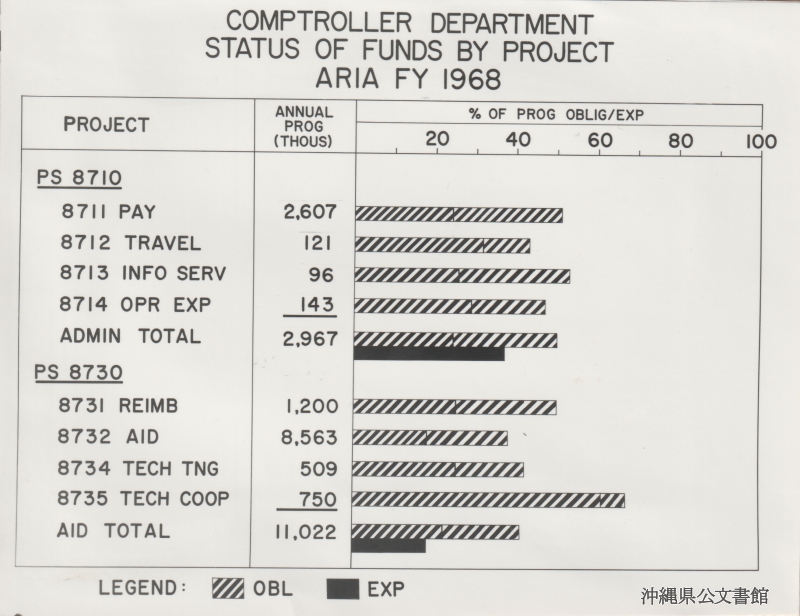 COMPTROLLER DEPARTMENT
STATUS OF FUNDS BY PROJECT
ARIA FY 1968
PROJECT
ANNUAL
PROG
(THOUS)
% OF PROG OBLIG/EXP
20 40 60 80 100
PS 8710
8711 PAY 2,607
8712 TRAVEL 121
8713 INFO SERV 96
8714 OPR EXP 143
ADMIN TOTAL 2,967
PS 8730
8731 REIMB 1,200
8732 AID 8,563
8734 TECH TNG 509
8735 TECH COOP 750
AID TOTAL 11,022
LEGEND: OBL EXP
沖縄県公文書館